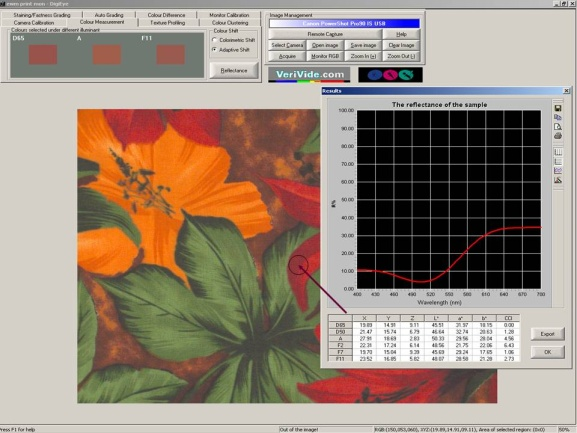 mero print mon - DigiEye
Training/Fastness Grading Auto Grading Colour Difference Monitor Calibration
Camera Calibration Colour Measurement Texture Profiling Colour Clustering
Colours selected under different illuminant
D65 A F11
Colour Shift
Colorimetric Shift
Adaptive Shift
Reflectance
Image Management
Canon PowerShot Pro90 IS USB
Remote Capture Help
Select Camera Open image Save image Clear Image
Acquire Monitor RGB Zoom In (+) Zoom Out (-)
VeriVide.com
Results
The reflectance of the sample
100.00
90.00
80.00
70.00
60.00
50.00
40.00
30.00
20.00
10.00
0.00
R%
400 430 460 490 520 550 580 610 640 670 700
Wavelength (nm)
X Y Z L* a* b* CCI
D65 19.89 14.91 9.11 45.51 31.97 18.15 0.00
D50 21.47 15.74 6.79 46.64 32.74 20.63 1.28
A 27.91 18.69 2.83 50.33 29.56 28.04 4.56
F2 22.31 17.24 6.14 48.56 21.75 22.06 6.43
F7 19.70 15.04 9.39 45.69 29.24 17.65 1.06
F11 23.52 16.85 5.82 48.07 28.58 21.28 2.73
Export
OK
Press F1 for help
Out of the image!
RGB:(150,053,060), XYZ:(19.89,14.91,09.11), Area of selected region: (0x0)
50%